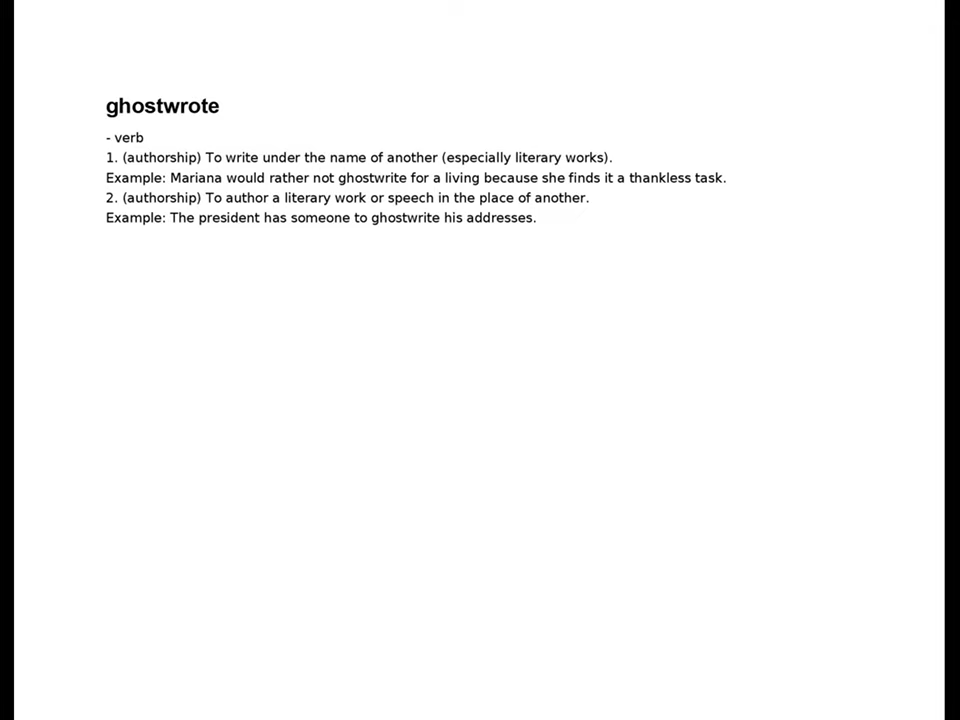 ghostwrote
- verb
1. (authorship) To write under the name of another (especially literary works).
Example: Mariana would rather not ghostwrite for a living because she finds it a thankless task.
2. (authorship) To author a literary work or speech in the place of another.
Example: The president has someone to ghostwrite his addresses.